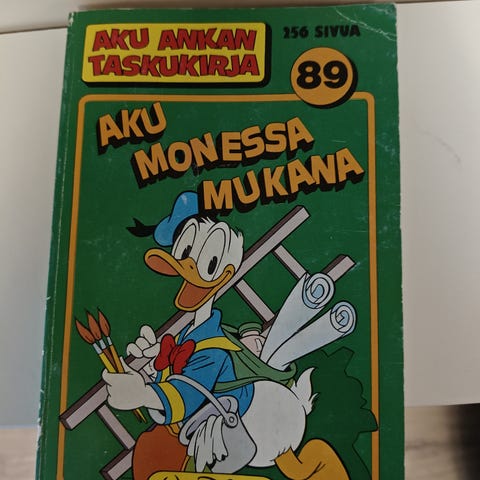 AKU ANKAN
TASKUKIRJA
256 SIVUA
89
AKU
MONESSA
MUKANA